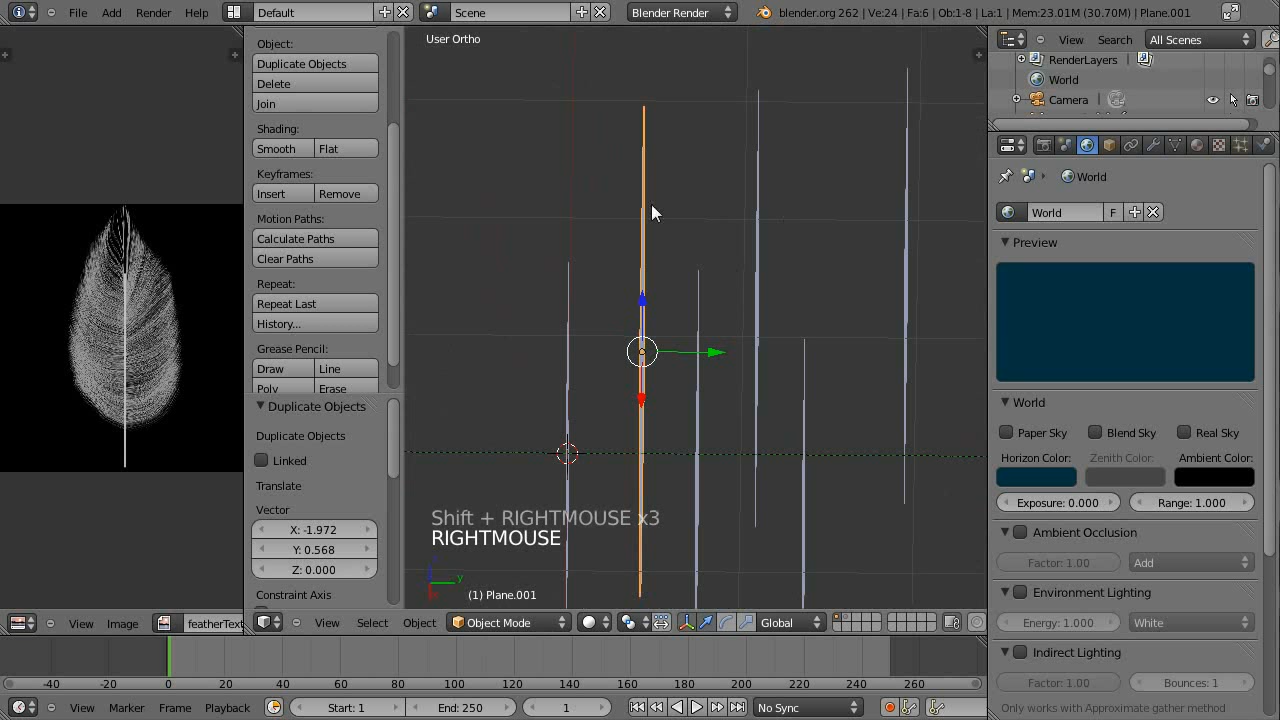 File Add Render Help Default Scene Blender Render blender.org 262 | Ve:24 | Fa:6 | Ob:1-8 | La:1 | Mem:23.01M (30.70M) | Plane.001
Object:
Duplicate Objects
Delete
Join
Shading:
Smooth Flat
Keyframes:
Insert Remove
Motion Paths:
Calculate Paths
Clear Paths
Repeat:
Repeat Last
History...
Grease Pencil:
Draw Line
Poly Erase
Duplicate Objects
Duplicate Objects
Linked
Translate
Vector
X: -1.972
Y: 0.568
Z: 0.000
Constraint Axis
User Ortho
Shift + RIGHTMOUSE x3
RIGHTMOUSE
y
(1) Plane.001
View Search All Scenes
RenderLayers
World
Camera
World
World F
Preview
World
Paper Sky Blend Sky Real Sky
Horizon Color: Zenith Color: Ambient Color:
Exposure: 0.000 Range: 1.000
Ambient Occlusion
Factor: 1.00 Add
Environment Lighting
Energy: 1.000 White
Indirect Lighting
Factor: 1.00 Bounces: 1
Only works with Approximate gather method
View Image featherText
View Select Object Object Mode Global
-40 -20 0 20 40 60 80 100 120 140 160 180 200 220 240 260
View Marker Frame Playback Start: 1 End: 250 1 No Sync